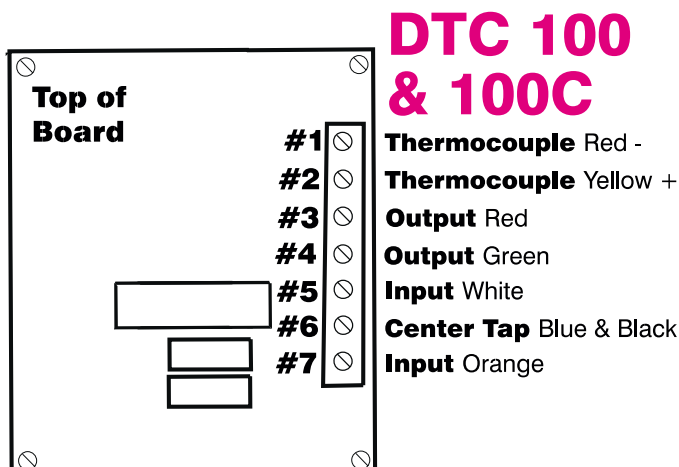 DTC 100
& 100C
Top of
Board
#1 Thermocouple Red -
#2 Thermocouple Yellow +
#3 Output Red
#4 Output Green
#5 Input White
#6 Center Tap Blue & Black
#7 Input Orange